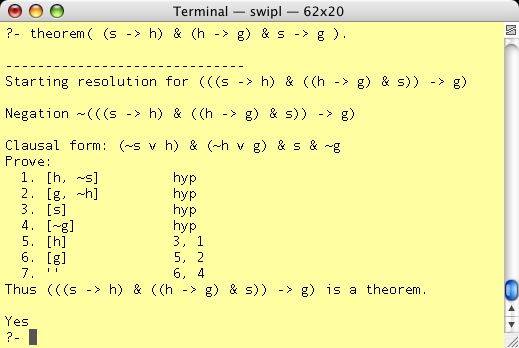 Terminal — swipl — 62x20
?- theorem( (s -> h) & (h -> g) & s -> g ).
------------------------------
Starting resolution for (((s -> h) & ((h -> g) & s)) -> g)
Negation ~(((s -> h) & ((h -> g) & s)) -> g)
Clausal form: (~s v h) & (~h v g) & s & ~g
Prove:
1. [h, ~s] hyp
2. [g, ~h] hyp
3. [s] hyp
4. [~g] hyp
5. [h] 3, 1
6. [g] 5, 2
7. '' 6, 4
Thus (((s -> h) & ((h -> g) & s)) -> g) is a theorem.
Yes
?-